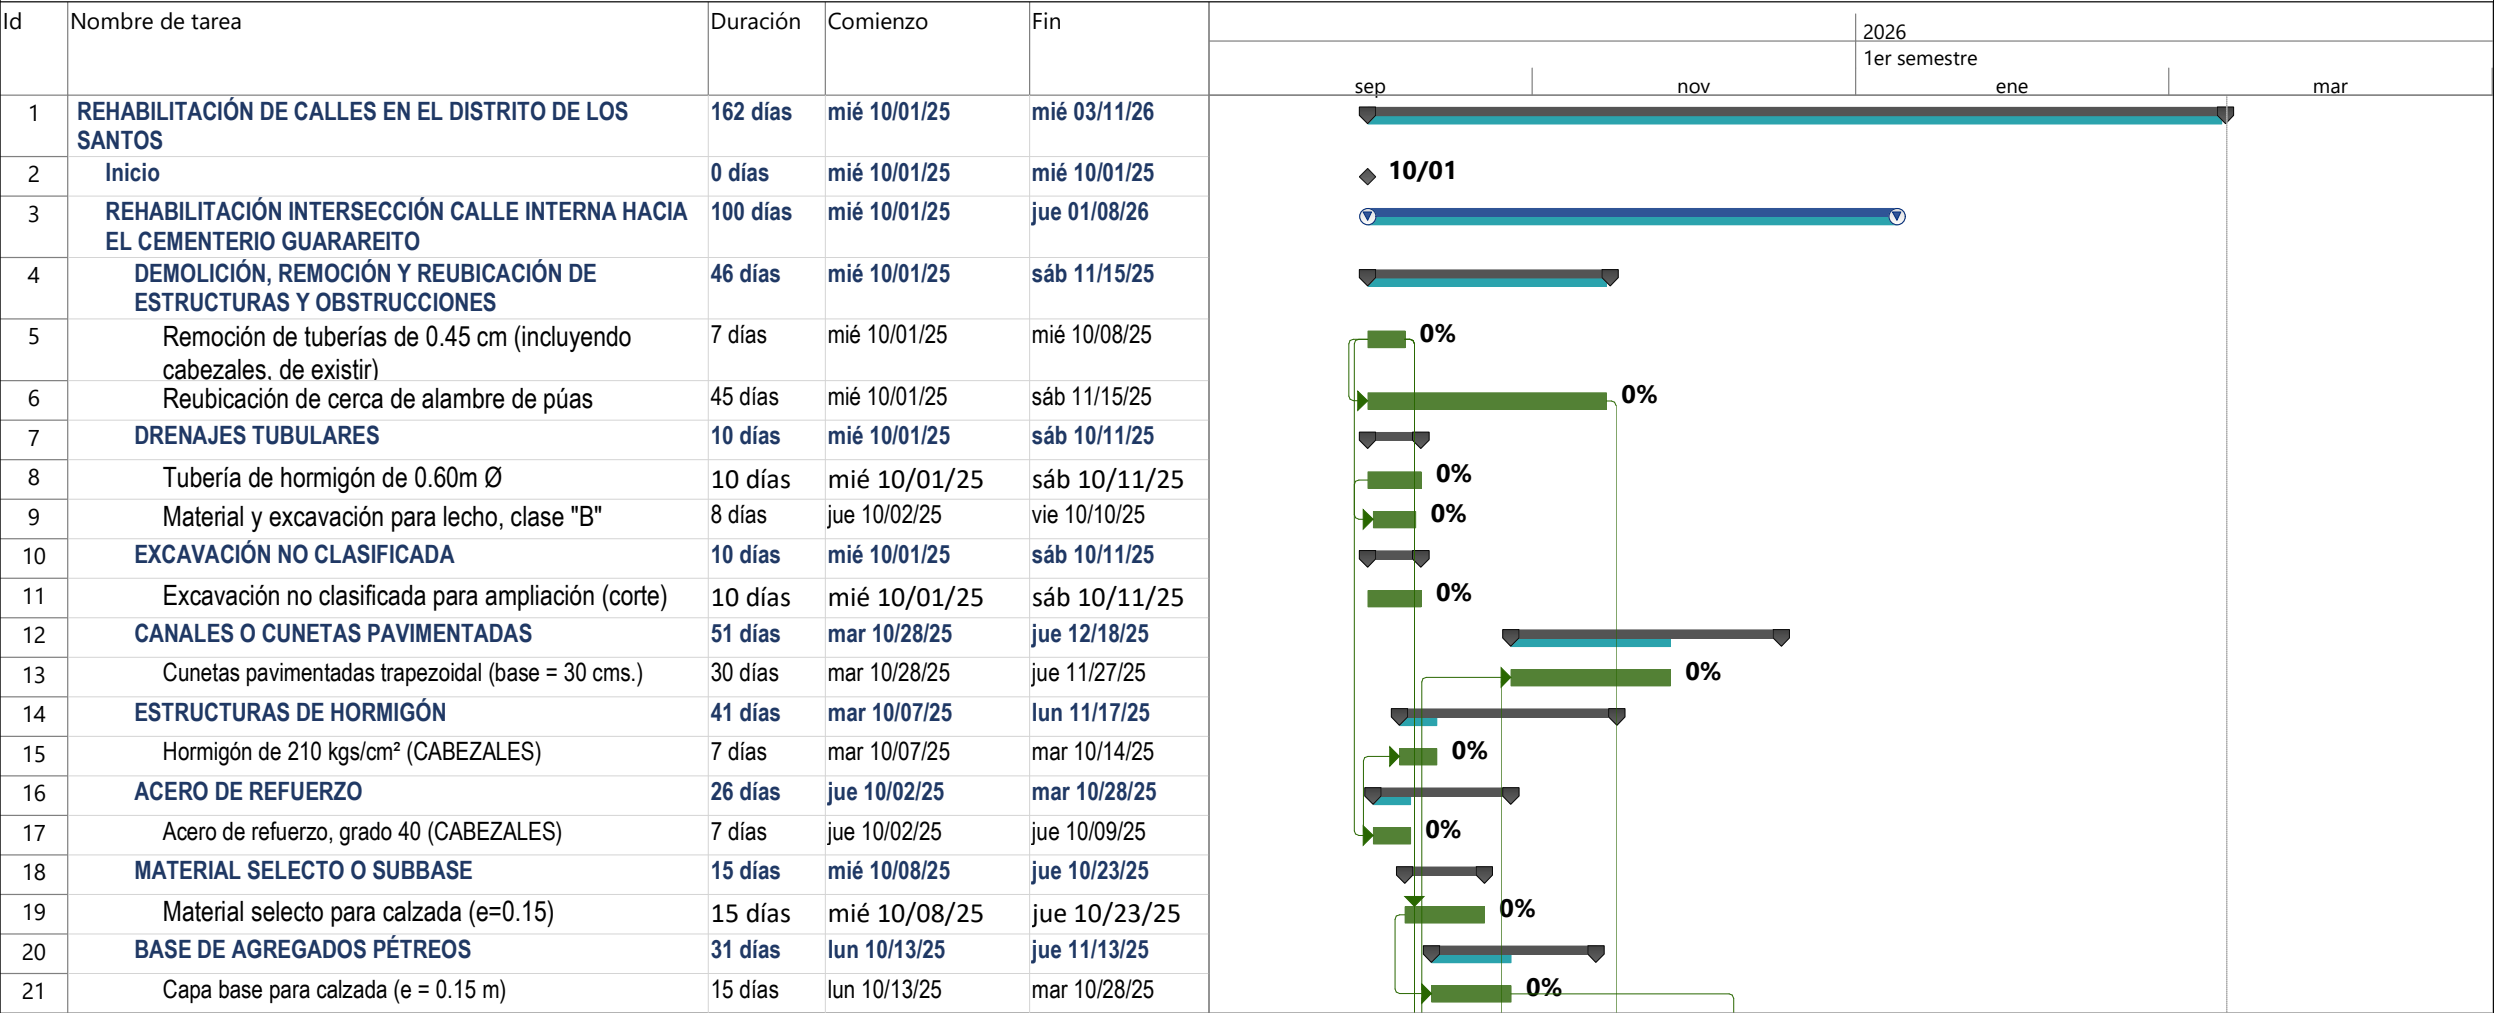 Id Nombre de tarea Duración Comienzo Fin
2026
1er semestre
sep nov ene mar
1 REHABILITACIÓN DE CALLES EN EL DISTRITO DE LOS 162 días mié 10/01/25 mié 03/11/26
SANTOS
2 Inicio 0 días mié 10/01/25 mié 10/01/25 10/01
3 REHABILITACIÓN INTERSECCIÓN CALLE INTERNA HACIA 100 días mié 10/01/25 jue 01/08/26
EL CEMENTERIO GUARAREITO
4 DEMOLICIÓN, REMOCIÓN Y REUBICACIÓN DE 46 días mié 10/01/25 sáb 11/15/25
ESTRUCTURAS Y OBSTRUCCIONES
5 Remoción de tuberías de 0.45 cm (incluyendo 7 días mié 10/01/25 mié 10/08/25 0%
cabezales, de existir)
6 Reubicación de cerca de alambre de púas 45 días mié 10/01/25 sáb 11/15/25 0%
7 DRENAJES TUBULARES 10 días mié 10/01/25 sáb 10/11/25
8 Tubería de hormigón de 0.60m Ø 10 días mié 10/01/25 sáb 10/11/25 0%
9 Material y excavación para lecho, clase "B" 8 días jue 10/02/25 vie 10/10/25 0%
10 EXCAVACIÓN NO CLASIFICADA 10 días mié 10/01/25 sáb 10/11/25
11 Excavación no clasificada para ampliación (corte) 10 días mié 10/01/25 sáb 10/11/25 0%
12 CANALES O CUNETAS PAVIMENTADAS 51 días mar 10/28/25 jue 12/18/25
13 Cunetas pavimentadas trapezoidal (base = 30 cms.) 30 días mar 10/28/25 jue 11/27/25 0%
14 ESTRUCTURAS DE HORMIGÓN 41 días mar 10/07/25 lun 11/17/25
15 Hormigón de 210 kgs/cm² (CABEZALES) 7 días mar 10/07/25 mar 10/14/25 0%
16 ACERO DE REFUERZO 26 días jue 10/02/25 mar 10/28/25
17 Acero de refuerzo, grado 40 (CABEZALES) 7 días jue 10/02/25 jue 10/09/25 0%
18 MATERIAL SELECTO O SUBBASE 15 días mié 10/08/25 jue 10/23/25
19 Material selecto para calzada (e=0.15) 15 días mié 10/08/25 jue 10/23/25 0%
20 BASE DE AGREGADOS PÉTREOS 31 días lun 10/13/25 jue 11/13/25
21 Capa base para calzada (e = 0.15 m) 15 días lun 10/13/25 mar 10/28/25 0%